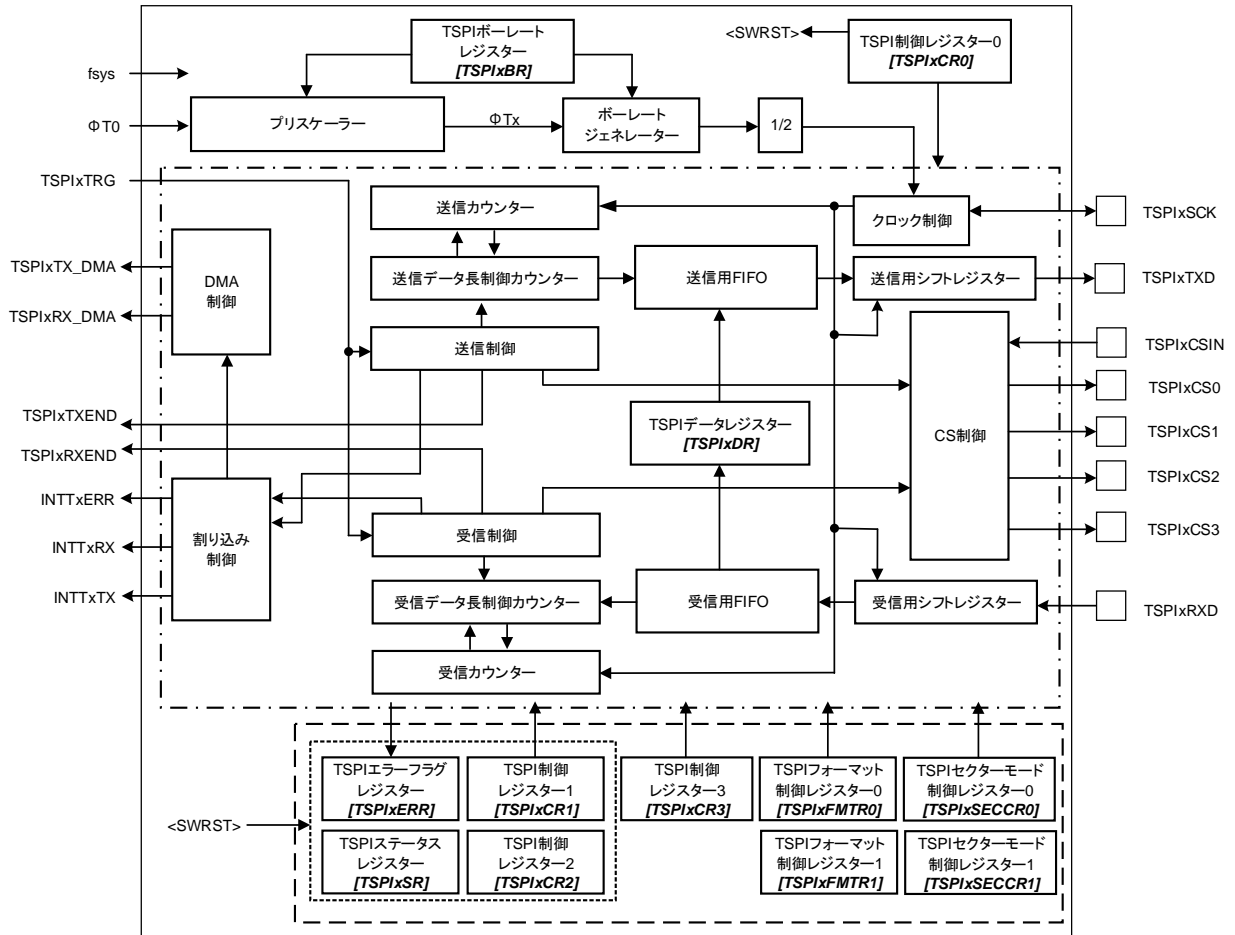 TSPIボーレート
レジスター
[TSPIxBR]
<SWRST>
TSPI制御レジスター0
[TSPIxCR0]
fsys
ΦT0
プリスケーラー
ΦTx
ボーレート
ジェネレーター
1/2
TSPIxTRG
送信カウンター
クロック制御
TSPIxSCK
DMA
制御
TSPIxTX_DMA
TSPIxRX_DMA
送信データ長制御カウンター
送信用FIFO
送信用シフトレジスター
TSPIxTXD
送信制御
TSPIxCSIN
TSPIxCS0
TSPIxCS1
TSPIxCS2
TSPIxCS3
CS制御
TSPIxTXEND
TSPIxRXEND
TSPIデータレジスター
[TSPIxDR]
INTTxERR
INTTxRX
INTTxTX
割り込み
制御
受信制御
受信データ長制御カウンター
受信用FIFO
受信用シフトレジスター
TSPIxRXD
受信カウンター
TSPIエラーフラグ
レジスター
[TSPIxERR]
TSPI制御
レジスター1
[TSPIxCR1]
TSPI制御
レジスター3
[TSPIxCR3]
TSPIフォーマット
制御レジスター0
[TSPIxFMTR0]
TSPIセクターモード
制御レジスター0
[TSPIxSECCR0]
<SWRST>
TSPIステータス
レジスター
[TSPIxSR]
TSPI制御
レジスター2
[TSPIxCR2]
TSPIフォーマット
制御レジスター1
[TSPIxFMTR1]
TSPIセクターモード
制御レジスター1
[TSPIxSECCR1]